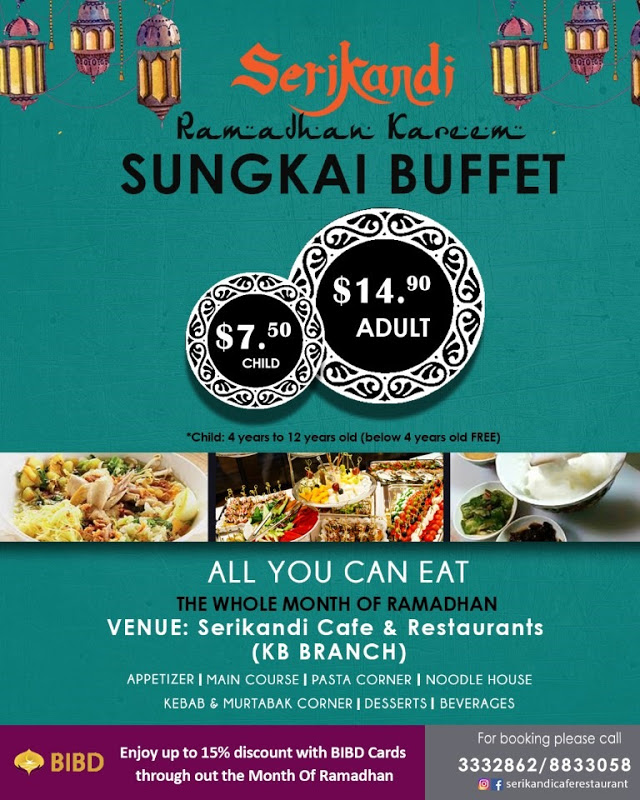 Serikandi
Ramadhan Kareem
SUNGKAI BUFFET
$14.90
ADULT
$7.50
CHILD
*Child: 4 years to 12 years old (below 4 years old FREE)
ALL YOU CAN EAT
THE WHOLE MONTH OF RAMADHAN
VENUE: Serikandi Cafe & Restaurants
(KB BRANCH)
APPETIZER | MAIN COURSE | PASTA CORNER | NOODLE HOUSE
KEBAB & MURTABAK CORNER | DESSERTS | BEVERAGES
BIBD
Enjoy up to 15% discount with BIBD Cards
through out the Month Of Ramadhan
For booking please call
3332862/8833058
serikandicaferestaurant